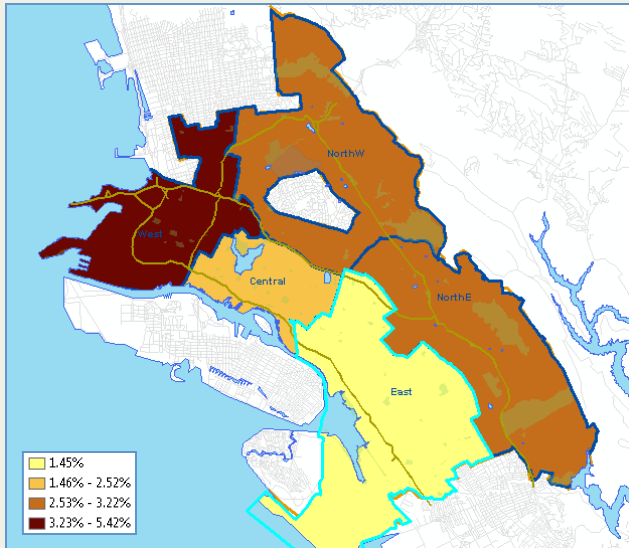 NorthW
West
Central
NorthE
East
1.45%
1.46% - 2.52%
2.53% - 3.22%
3.23% - 5.42%